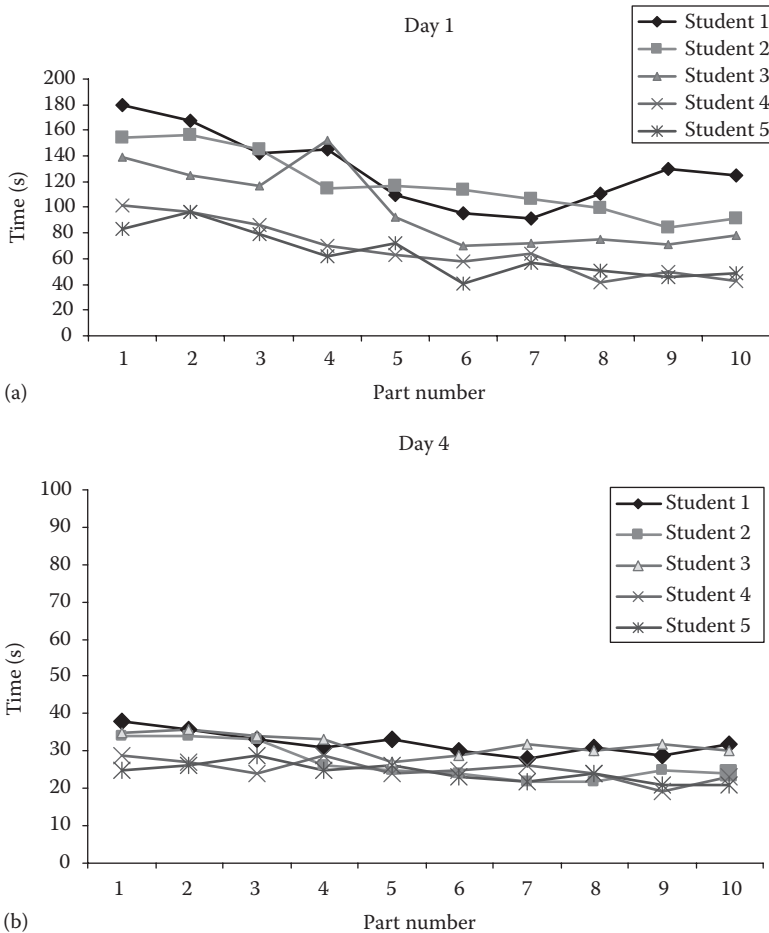 Day 1
Student 1
Student 2
Student 3
Student 4
Student 5
200
180
160
140
120
100
80
60
40
20
0
Time (s)
1 2 3 4 5 6 7 8 9 10
Part number
(a)
Day 4
Student 1
Student 2
Student 3
Student 4
Student 5
100
90
80
70
60
50
40
30
20
10
0
Time (s)
1 2 3 4 5 6 7 8 9 10
Part number
(b)